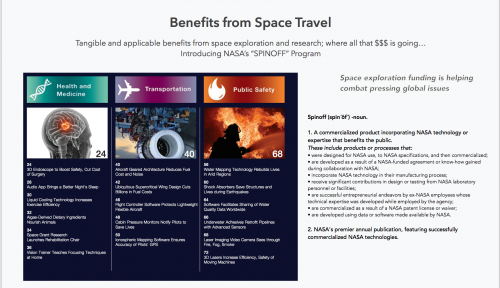 Benefits from Space Travel
Tangible and applicable benefits from space exploration and research; where all that $$$ is going…
Introducing NASA's "SPINOFF" Program
Health and
Medicine
24
24
3D Endoscope to Boost Safety, Cut Cost
of Surgery
Audio App Brings a Better Night's Sleep
30
Liquid Cooling Technology Increases
Exercise Efficiency
32
Algae-Derived Dietary Ingredients
Nourish Animals
34
Space Grant Research
Launches Rehabilitation Chair
Vision Trainer Teaches Focusing Techniques
at Home
Transportation
40
40
Aircraft Geared Architecture Reduces Fuel
Cost and Noise
Ubiquitous Supercritical Wing Design Cuts
Billions in Fuel Costs
Flight Controller Software Protects Lightweight
Flexible Aircraft
Cabin Pressure Monitors Notify Pilots to
Save Lives
Ionospheric Mapping Software Ensures
Accuracy of Pilots' GPS
Public Safety
68
Water Mapping Technology Rebuilds Lives
in Arid Regions
Shock Absorbers Save Structures and
Lives during Earthquakes
64
Software Facilitates Sharing of Water
Quality Data Worldwide
Underwater Adhesives Retrofit Pipelines
with Advanced Sensors
Laser Imaging Video Camera Sees through
Fire, Fog, Smoke
72
3D Lasers Increase Efficiency, Safety of
Moving Machines
Space exploration funding is helping
combat pressing global issues
Spinoff (spin´ôf´) -noun.
1. A commercialized product incorporating NASA technology or
expertise that benefits the public.
These include products or processes that:
• were designed for NASA use, to NASA specifications, and then commercialized;
• are developed as a result of a NASA-funded agreement or know-how gained
during collaboration with NASA;
• incorporate NASA technology in their manufacturing process;
• receive significant contributions in design or testing from NASA laboratory
personnel or facilities;
• are successful entrepreneurial endeavors by ex-NASA employees whose
technical expertise was developed while employed by the agency;
• are commercialized as a result of a NASA patent license or waiver;
• are developed using data or software made available by NASA.
2. NASA's premier annual publication, featuring successfully
commercialized NASA technologies.